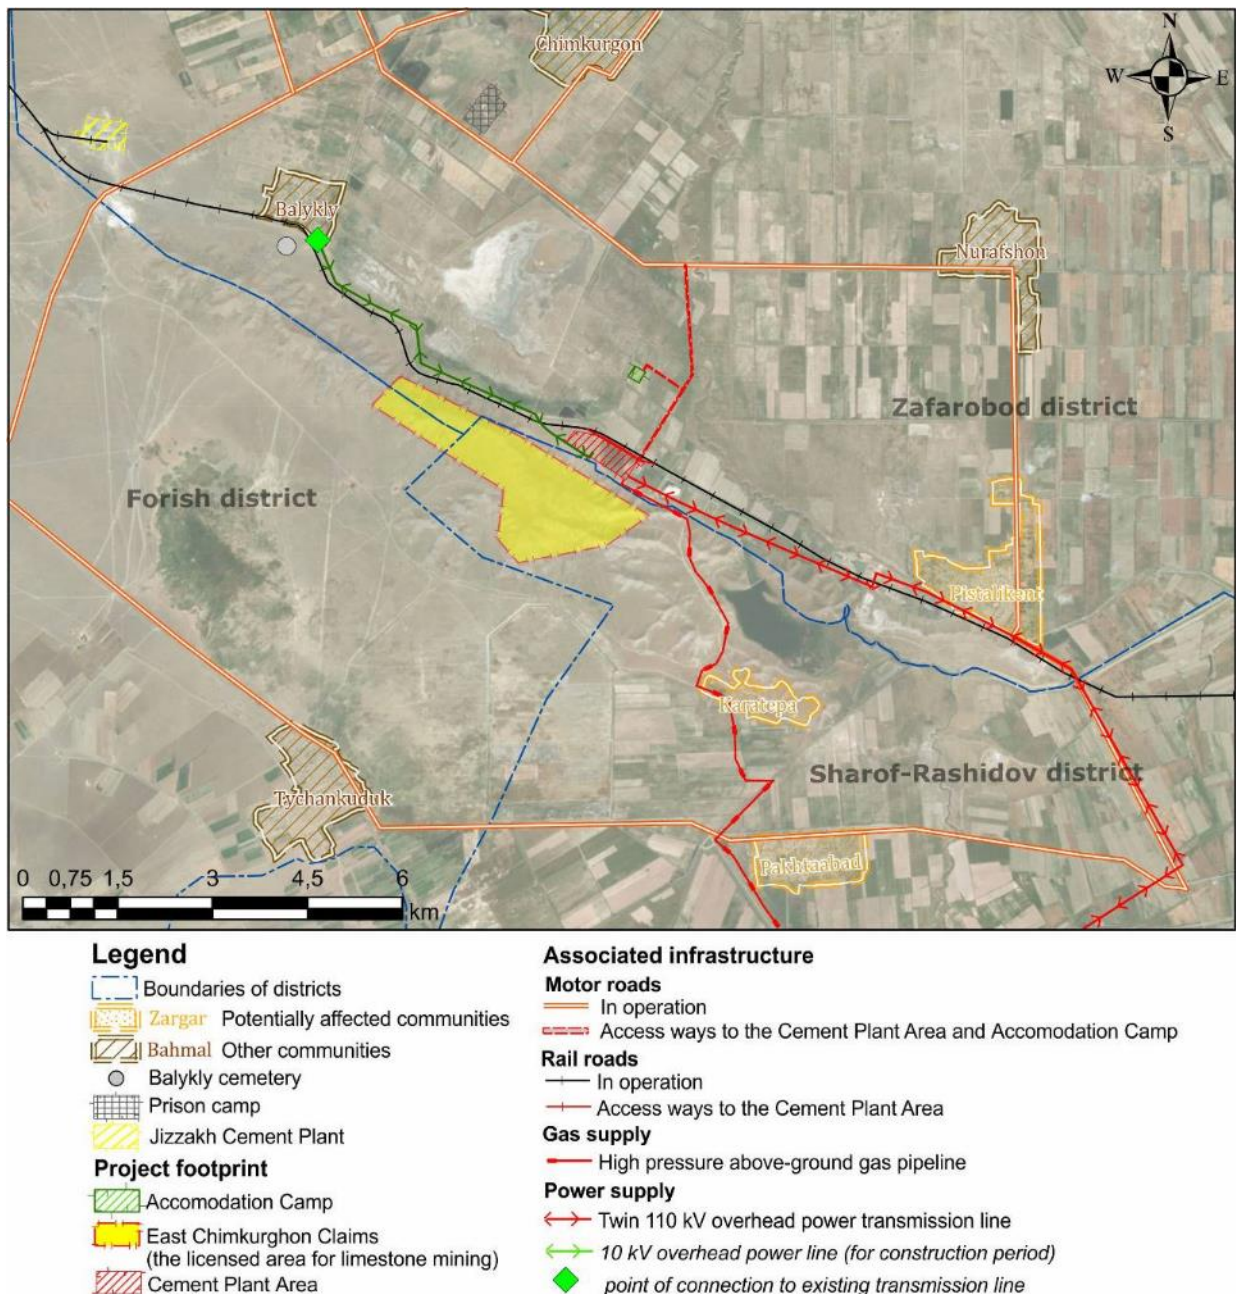 Chimkurgon
N
W
E
S
Balykly
Nurafshon
Zafarobod district
Forish district
Pistalikent
Karatepa
Sharof-Rashidov district
Tychankuduk
Pakhtaabad
0 0,75 1,5 3 4,5 6
km
Legend
Boundaries of districts
Zargar Potentially affected communities
Bahmal Other communities
Balykly cemetery
Prison camp
Jizzakh Cement Plant
Project footprint
Accomodation Camp
East Chimkurghon Claims
(the licensed area for limestone mining)
Cement Plant Area
Associated infrastructure
Motor roads
In operation
Access ways to the Cement Plant Area and Accomodation Camp
Rail roads
In operation
Access ways to the Cement Plant Area
Gas supply
High pressure above-ground gas pipeline
Power supply
Twin 110 kV overhead power transmission line
10 kV overhead power line (for construction period)
point of connection to existing transmission line